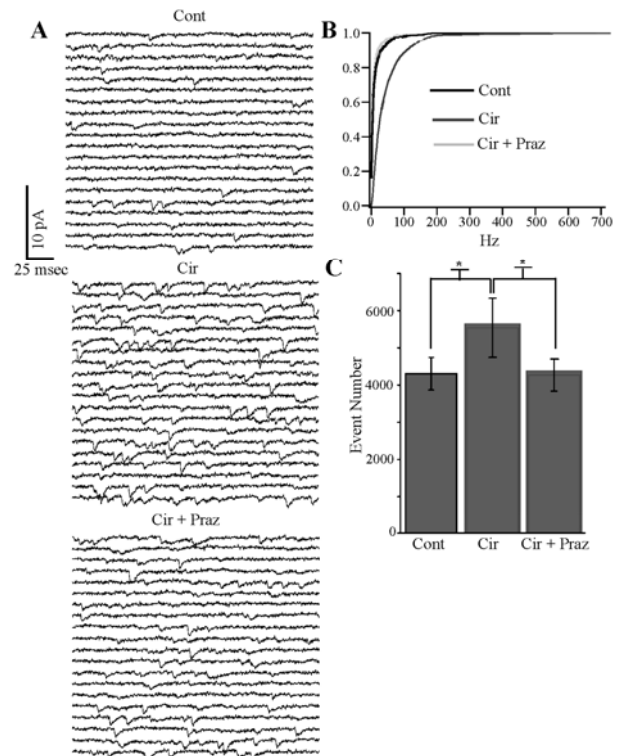 A
Cont
10 pA
25 msec
Cir
Cir + Praz
B
1.0
0.8
0.6
0.4
0.2
0.0
Cont
Cir
Cir + Praz
0 100 200 300 400 500 600 700
Hz
C
* *
6000
4000
2000
0
Event Number
Cont Cir Cir + Praz